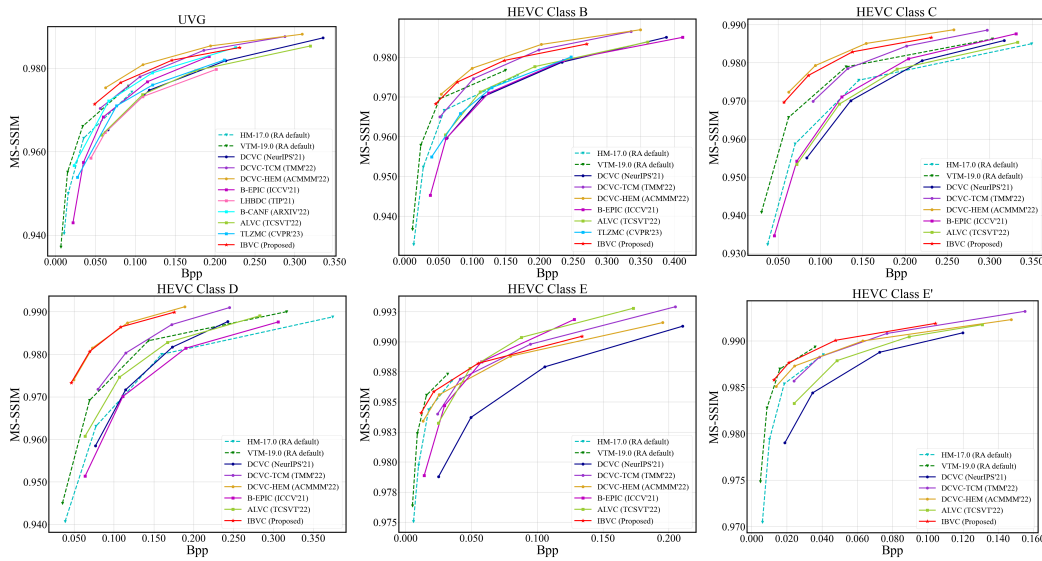 UVG
MS-SSIM
0.980
0.970
0.960
0.950
0.940
0.000 0.050 0.100 0.150 0.200 0.250 0.300 0.350
Bpp
HM-17.0 (RA default)
VTM-19.0 (RA default)
DCVC (NeurIPS'21)
DCVC-TCM (TMM'22)
DCVC-HEM (ACMMM'22)
B-EPIC (ICCV'21)
LHBDC (TIP'21)
B-CANF (ARXIV'22)
ALVC (TCSVT'22)
TLZMC (CVPR'23)
IBVC (Proposed)
HEVC Class B
MS-SSIM
0.980
0.970
0.960
0.950
0.940
0.000 0.050 0.100 0.150 0.200 0.250 0.300 0.350 0.400
Bpp
HM-17.0 (RA default)
VTM-19.0 (RA default)
DCVC (NeurIPS'21)
DCVC-TCM (TMM'22)
DCVC-HEM (ACMMM'22)
B-EPIC (ICCV'21)
ALVC (TCSVT'22)
TLZMC (CVPR'23)
IBVC (Proposed)
HEVC Class C
MS-SSIM
0.990
0.980
0.970
0.960
0.950
0.940
0.930
0.050 0.100 0.150 0.200 0.250 0.300 0.350
Bpp
HM-17.0 (RA default)
VTM-19.0 (RA default)
DCVC (NeurIPS'21)
DCVC-TCM (TMM'22)
DCVC-HEM (ACMMM'22)
B-EPIC (ICCV'21)
ALVC (TCSVT'22)
IBVC (Proposed)
HEVC Class D
MS-SSIM
0.990
0.980
0.970
0.960
0.950
0.940
0.050 0.100 0.150 0.200 0.250 0.300 0.350
Bpp
HM-17.0 (RA default)
VTM-19.0 (RA default)
DCVC (NeurIPS'21)
DCVC-TCM (TMM'22)
DCVC-HEM (ACMMM'22)
B-EPIC (ICCV'21)
ALVC (TCSVT'22)
IBVC (Proposed)
HEVC Class E
MS-SSIM
0.993
0.990
0.988
0.985
0.983
0.980
0.978
0.975
0.000 0.050 0.100 0.150 0.200
Bpp
HM-17.0 (RA default)
VTM-19.0 (RA default)
DCVC (NeurIPS'21)
DCVC-TCM (TMM'22)
DCVC-HEM (ACMMM'22)
B-EPIC (ICCV'21)
ALVC (TCSVT'22)
IBVC (Proposed)
HEVC Class E'
MS-SSIM
0.990
0.985
0.980
0.975
0.970
0.000 0.020 0.040 0.060 0.080 0.100 0.120 0.140 0.160
Bpp
HM-17.0 (RA default)
VTM-19.0 (RA default)
DCVC (NeurIPS'21)
DCVC-TCM (TMM'22)
DCVC-HEM (ACMMM'22)
ALVC (TCSVT'22)
IBVC (Proposed)